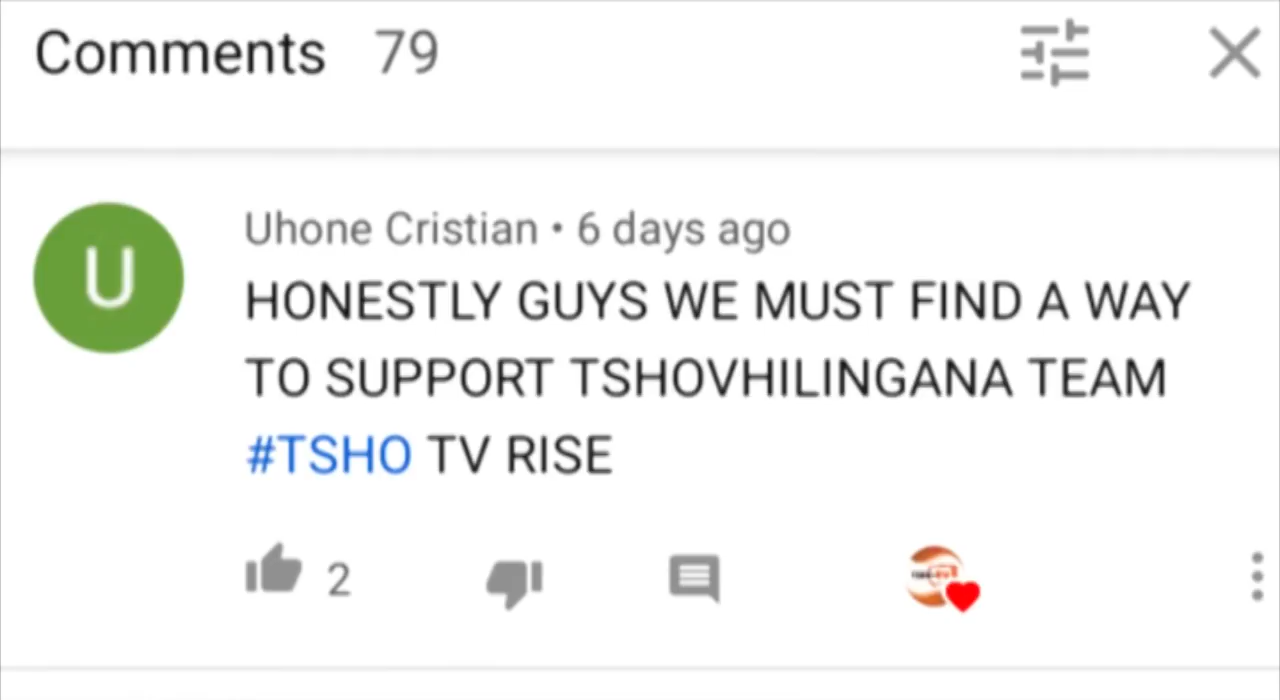 Comments 79
U
Uhone Cristian • 6 days ago
HONESTLY GUYS WE MUST FIND A WAY
TO SUPPORT TSHOVHILINGANA TEAM
#TSHO TV RISE
2